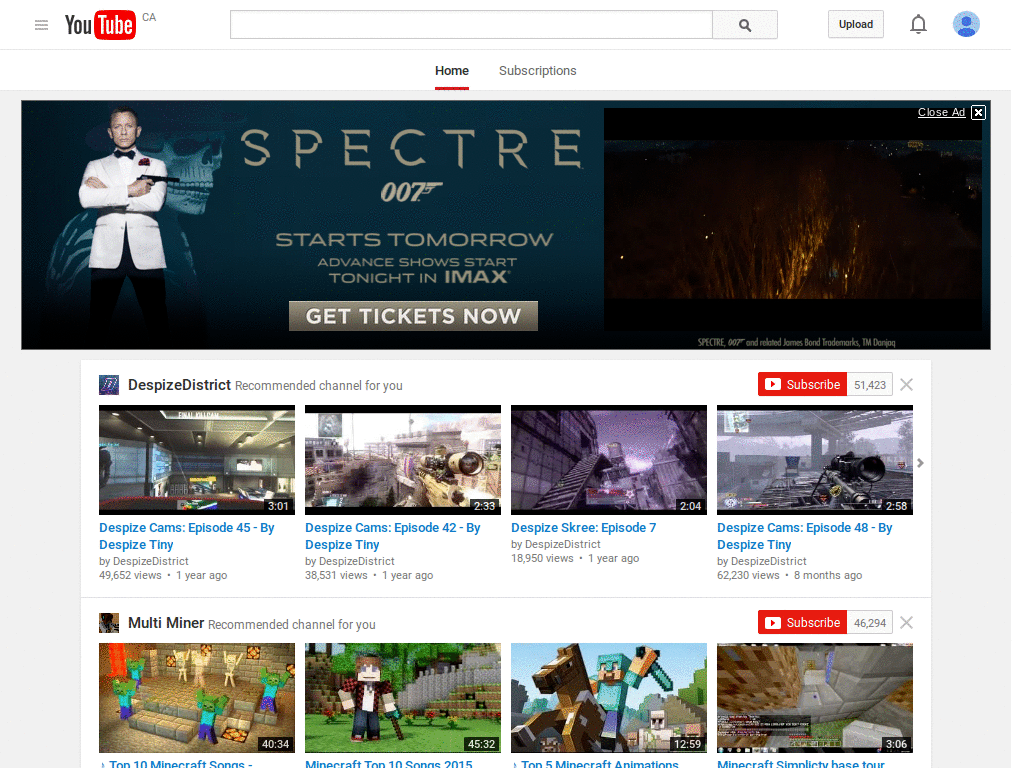 YouTube CA
Upload
Home
Subscriptions
Close Ad
SPECTRE
007
STARTS TOMORROW
ADVANCE SHOWS START
TONIGHT IN IMAX
GET TICKETS NOW
SPECTRE, 007 and related James Bond Trademarks, TM Danjaq
DespizeDistrict Recommended channel for you
Subscribe 51,423
FINAL KILLCAM
3:01
2:33
2:04
2:58
Despize Cams: Episode 45 - By
Despize Tiny
by DespizeDistrict
49,652 views • 1 year ago
Despize Cams: Episode 42 - By
Despize Tiny
by DespizeDistrict
38,531 views • 1 year ago
Despize Skree: Episode 7
by DespizeDistrict
18,950 views • 1 year ago
Despize Cams: Episode 48 - By
Despize Tiny
by DespizeDistrict
62,230 views • 8 months ago
Multi Miner Recommended channel for you
Subscribe 46,294
40:34
45:32
12:59
3:06
♪ Top 10 Minecraft Songs -
Minecraft Top 10 Songs 2015
♪ Top 5 Minecraft Animations
Minecraft Simplicty base tour